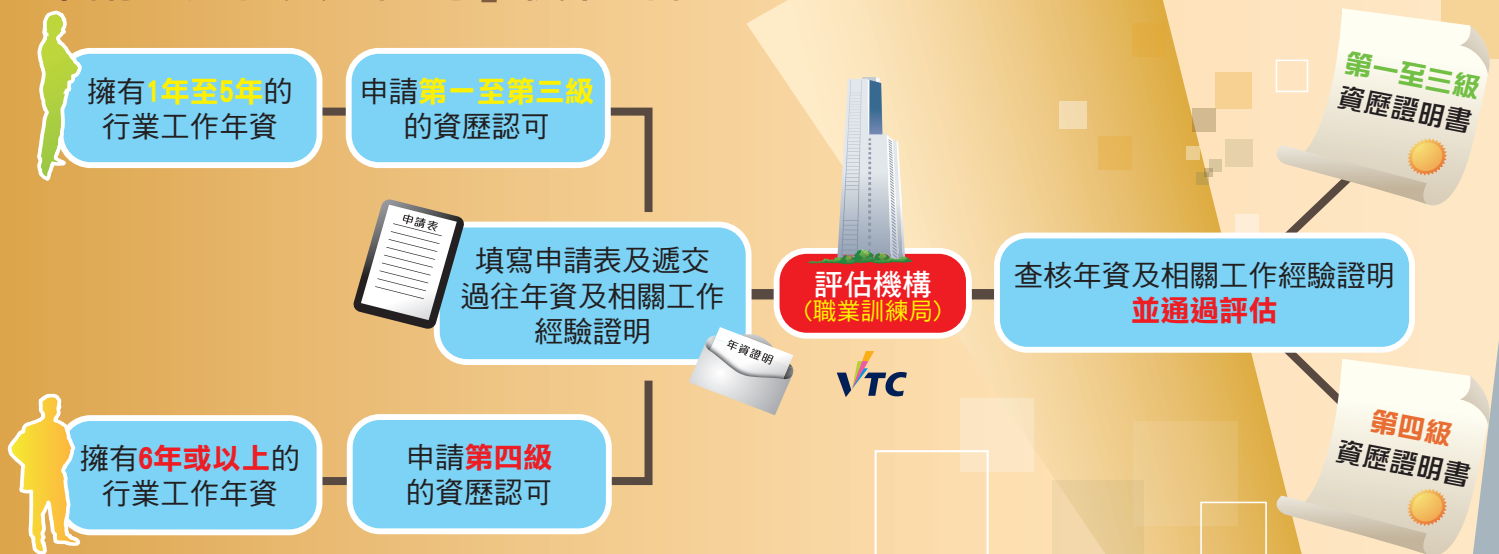 擁有1年至5年的
行業工作年資
申請第一至第三級
的資歷認可
申請表
填寫申請表及遞交
過往年資及相關工作
經驗證明
年資證明
擁有6年或以上的
行業工作年資
申請第四級
的資歷認可
評估機構
(職業訓練局)
VTC
查核年資及相關工作經驗證明
並通過評估
第一至三級
資歷證明書
第四級
資歷證明書